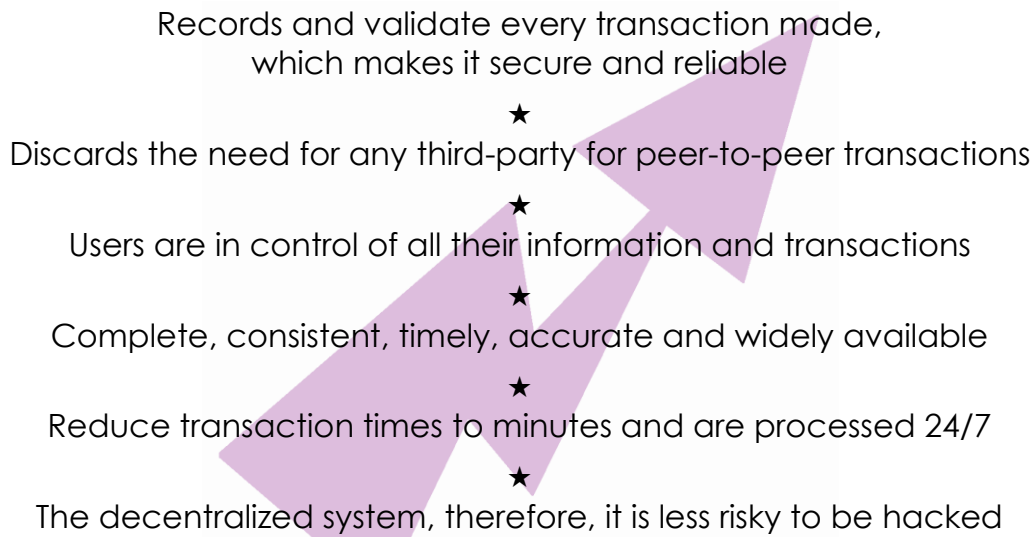 Records and validate every transaction made,
which makes it secure and reliable
★
Discards the need for any third-party for peer-to-peer transactions
★
Users are in control of all their information and transactions
★
Complete, consistent, timely, accurate and widely available
★
Reduce transaction times to minutes and are processed 24/7
★
The decentralized system, therefore, it is less risky to be hacked